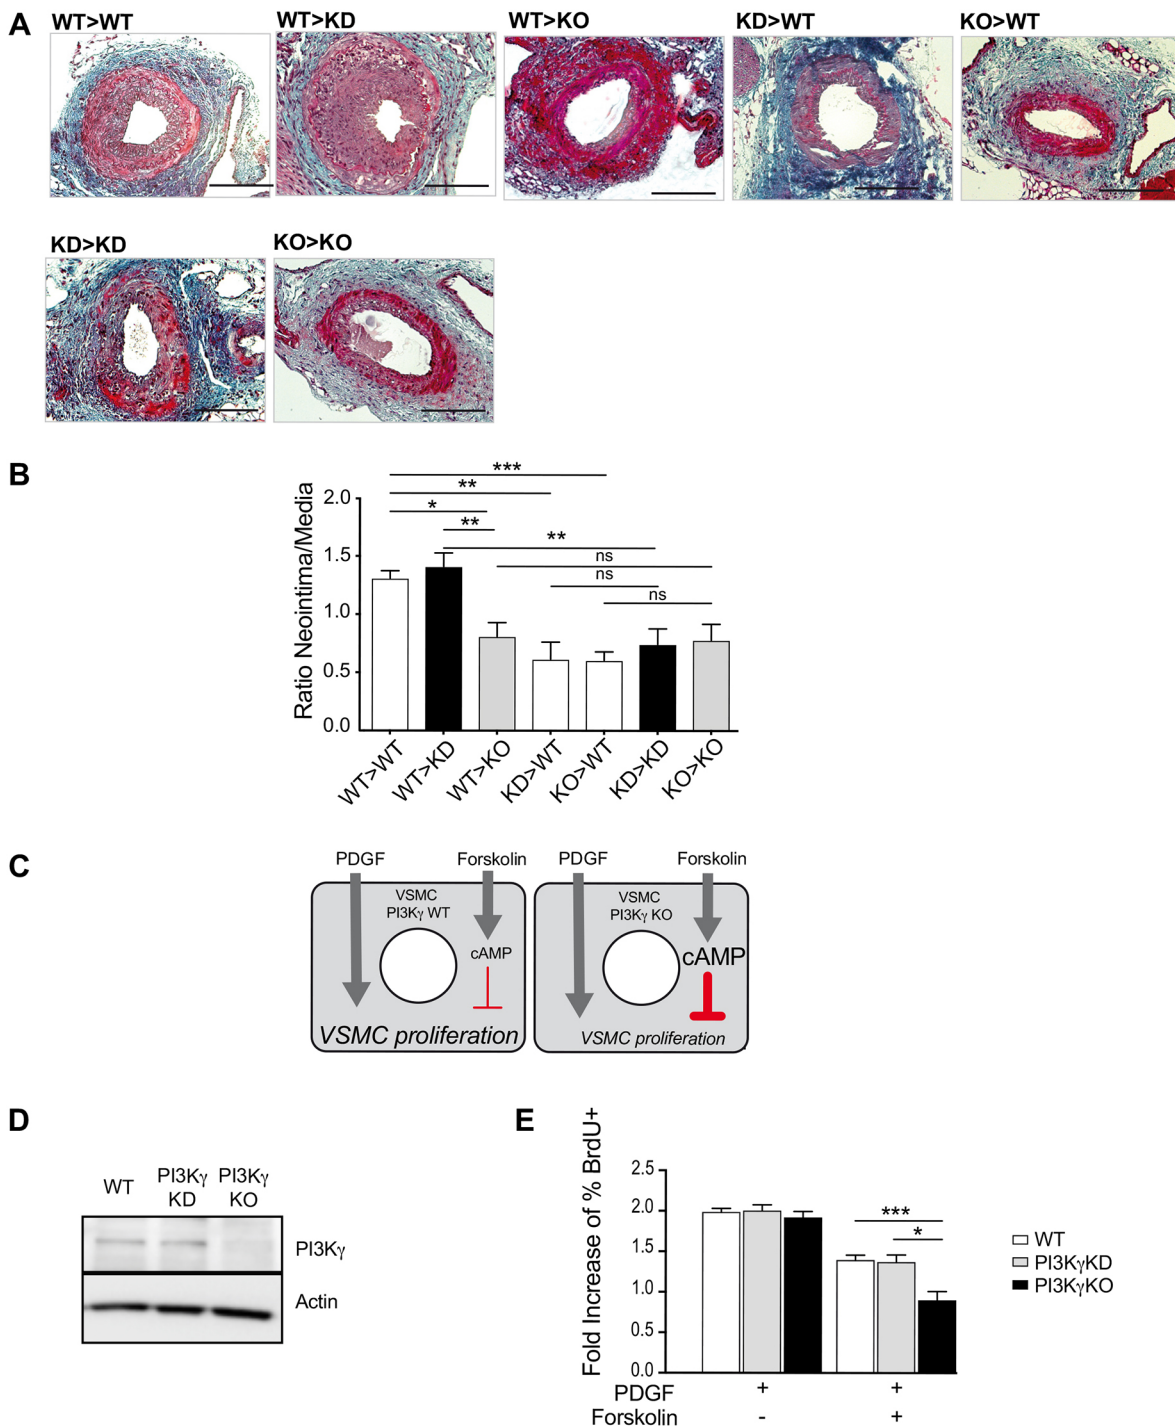 A
WT>WT
WT>KD
WT>KO
KD>WT
KO>WT
KD>KD
KO>KO
B
Ratio Neointima/Media
2.0
1.5
1.0
0.5
0.0
***
**
*
**
**
ns
ns
ns
WT>WT
WT>KD
WT>KO
KD>WT
KO>WT
KD>KD
KO>KO
C
PDGF
Forskolin
PDGF
Forskolin
VSMC
PI3Kγ WT
cAMP
VSMC proliferation
VSMC
PI3Kγ KO
cAMP
VSMC proliferation
D
WT
PI3Kγ
KD
PI3Kγ
KO
PI3Kγ
Actin
E
Fold Increase of % BrdU+
2.5
2.0
1.5
1.0
0.5
0.0
***
*
WT
PI3KγKD
PI3KγKO
PDGF + +
Forskolin - +